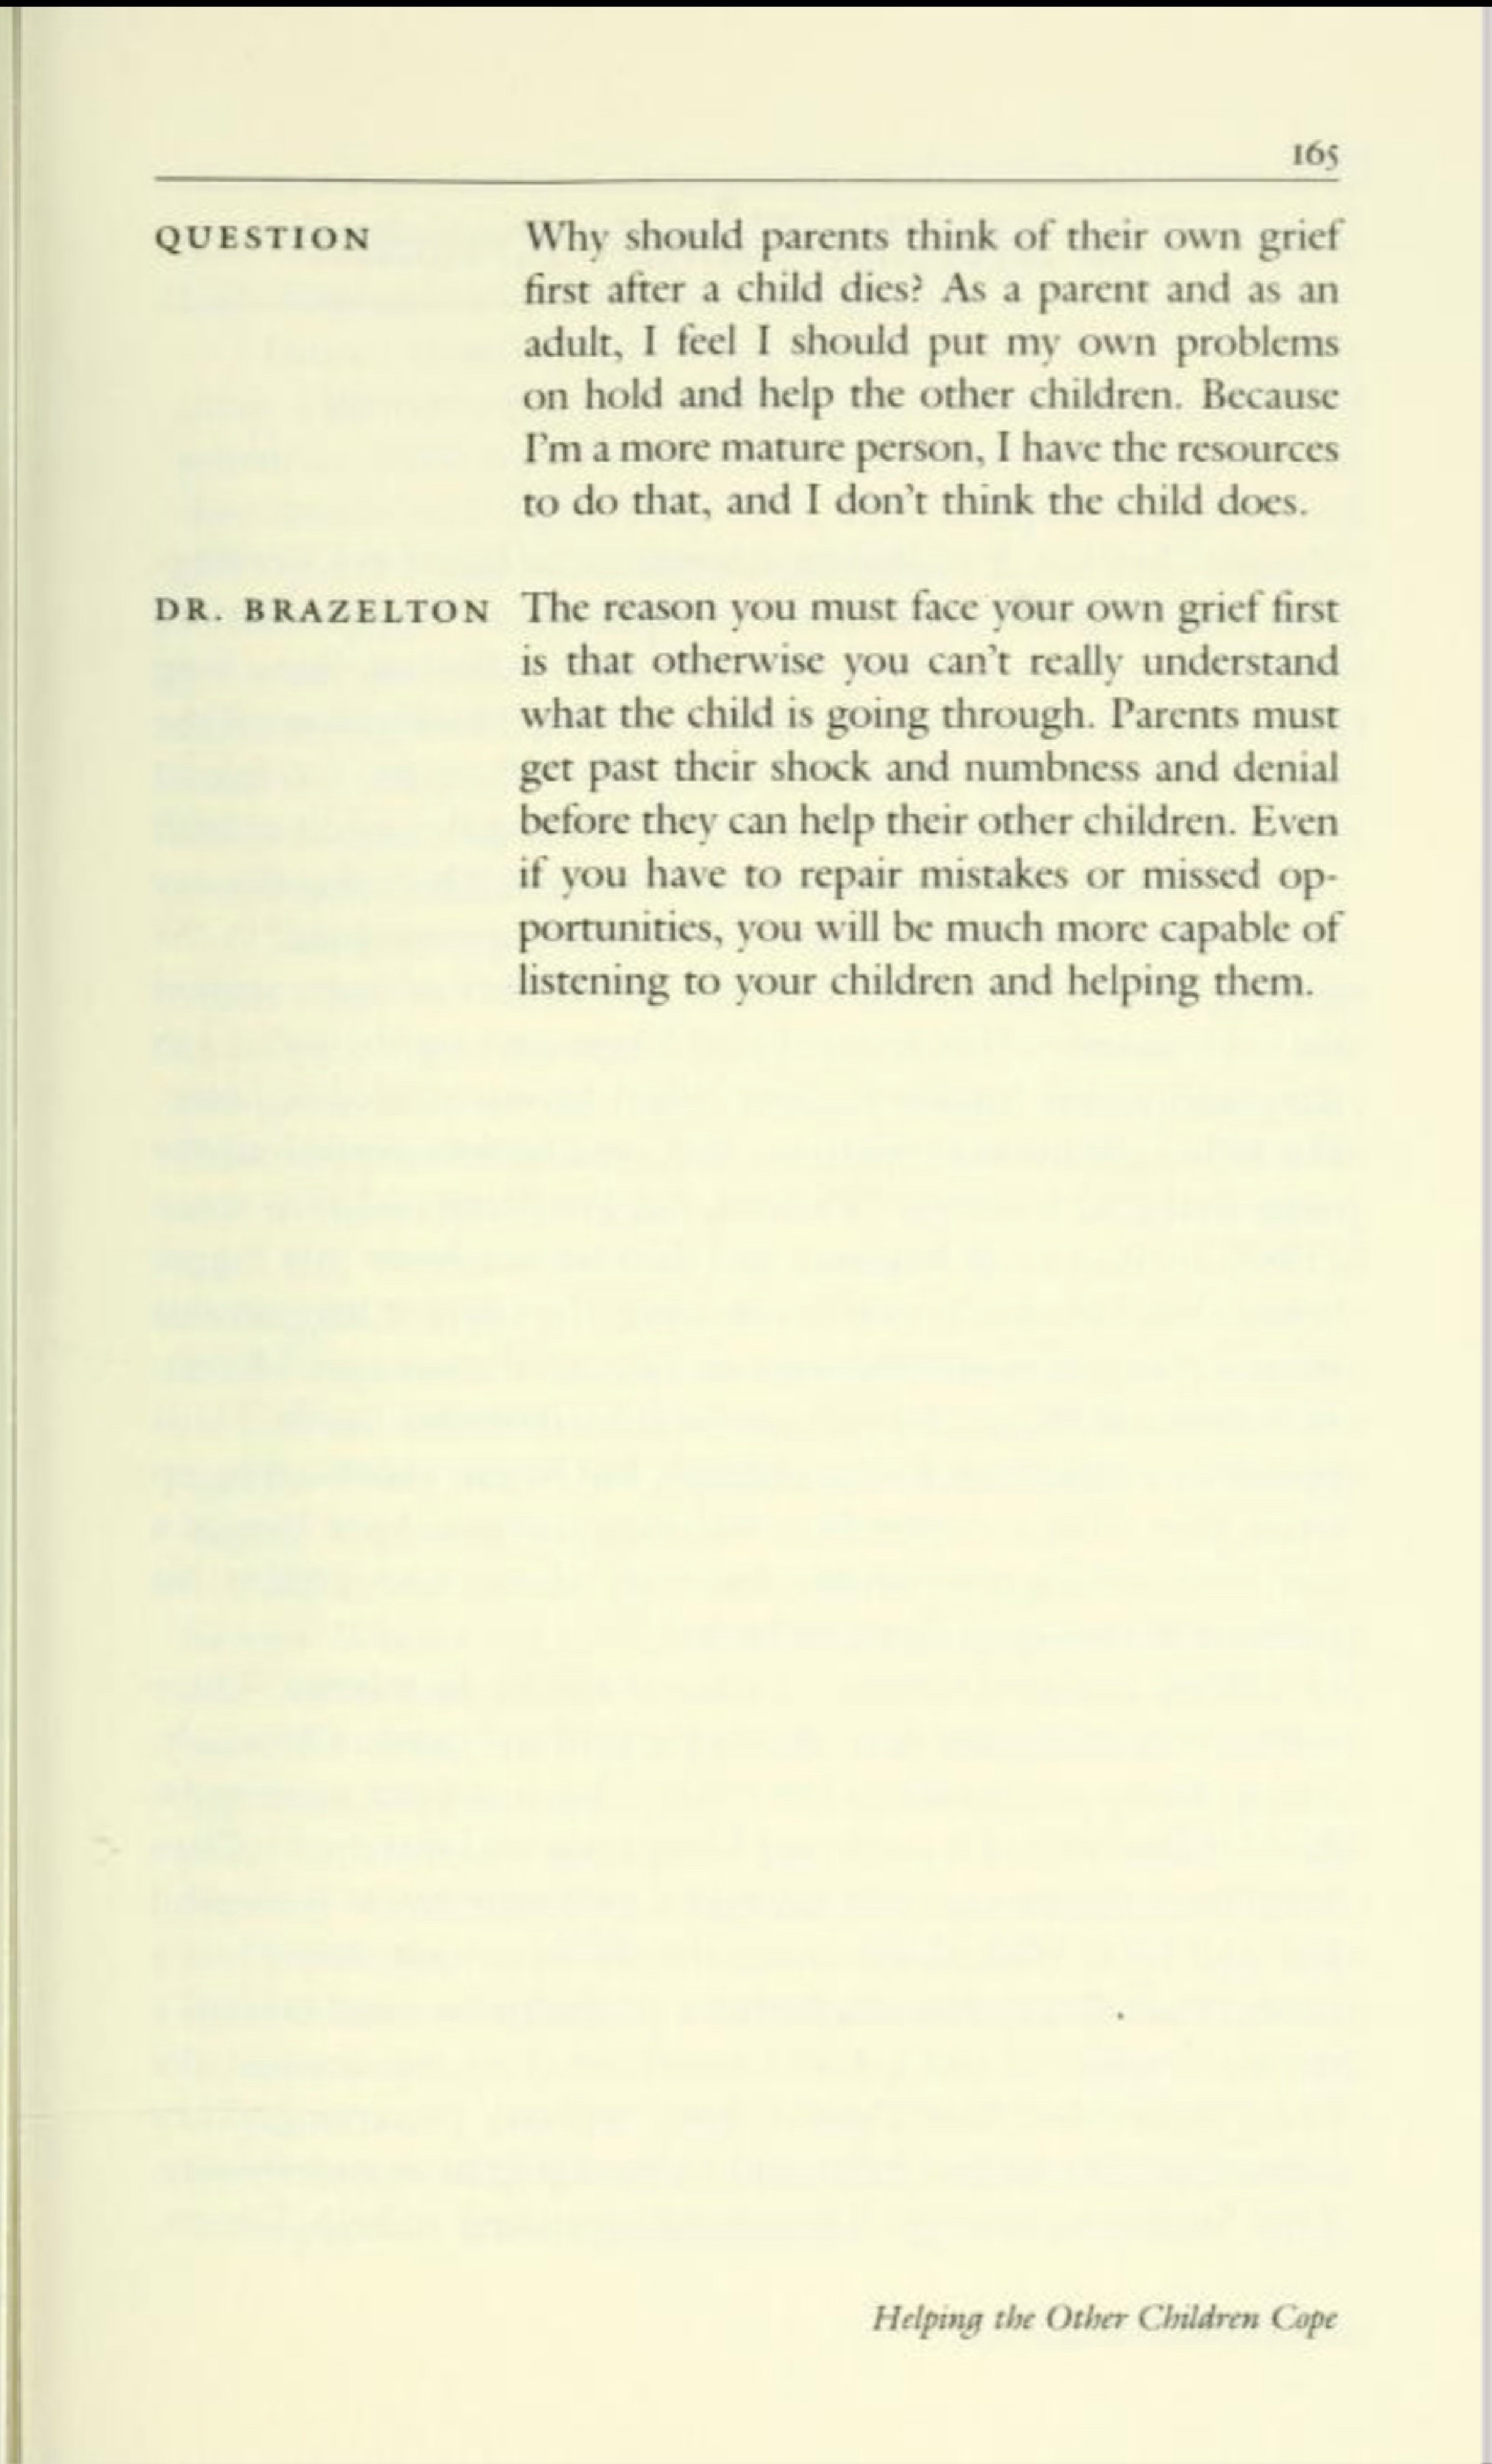 165
QUESTION Why should parents think of their own grief
first after a child dies? As a parent and as an
adult, I feel I should put my own problems
on hold and help the other children. Because
I'm a more mature person, I have the resources
to do that, and I don't think the child does.
DR. BRAZELTON The reason you must face your own grief first
is that otherwise you can't really understand
what the child is going through. Parents must
get past their shock and numbness and denial
before they can help their other children. Even
if you have to repair mistakes or missed op-
portunities, you will be much more capable of
listening to your children and helping them.
Helping the Other Children Cope